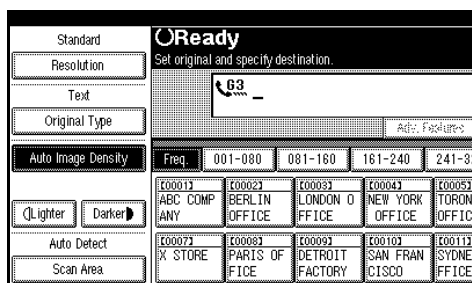 Standard
Resolution
Text
Original Type
Auto Image Density
Lighter
Darker
Auto Detect
Scan Area
Ready
Set original and specify destination.
G3 _
Adv. Features
Freq.
001-080
081-160
161-240
241-3
[0001]
ABC COMP
ANY
[0002]
BERLIN
OFFICE
[0003]
LONDON O
FFICE
[0004]
NEW YORK
OFFICE
[0005]
TORON
OFFIC
[0007]
X STORE
[0008]
PARIS OF
FICE
[0009]
DETROIT
FACTORY
[0010]
SAN FRAN
CISCO
[0011]
SYDNE
FFICE